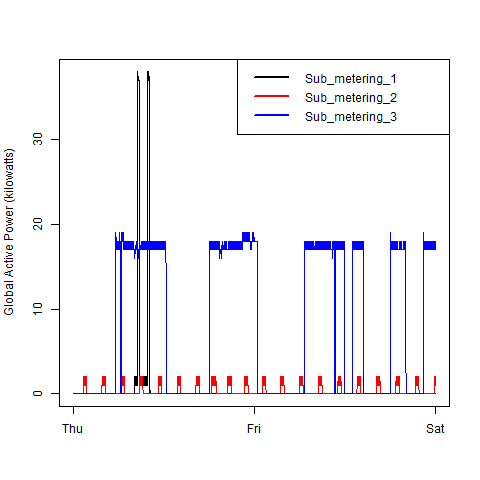 Sub_metering_1
Sub_metering_2
Sub_metering_3
Global Active Power (kilowatts)
30
20
10
0
Thu Fri Sat